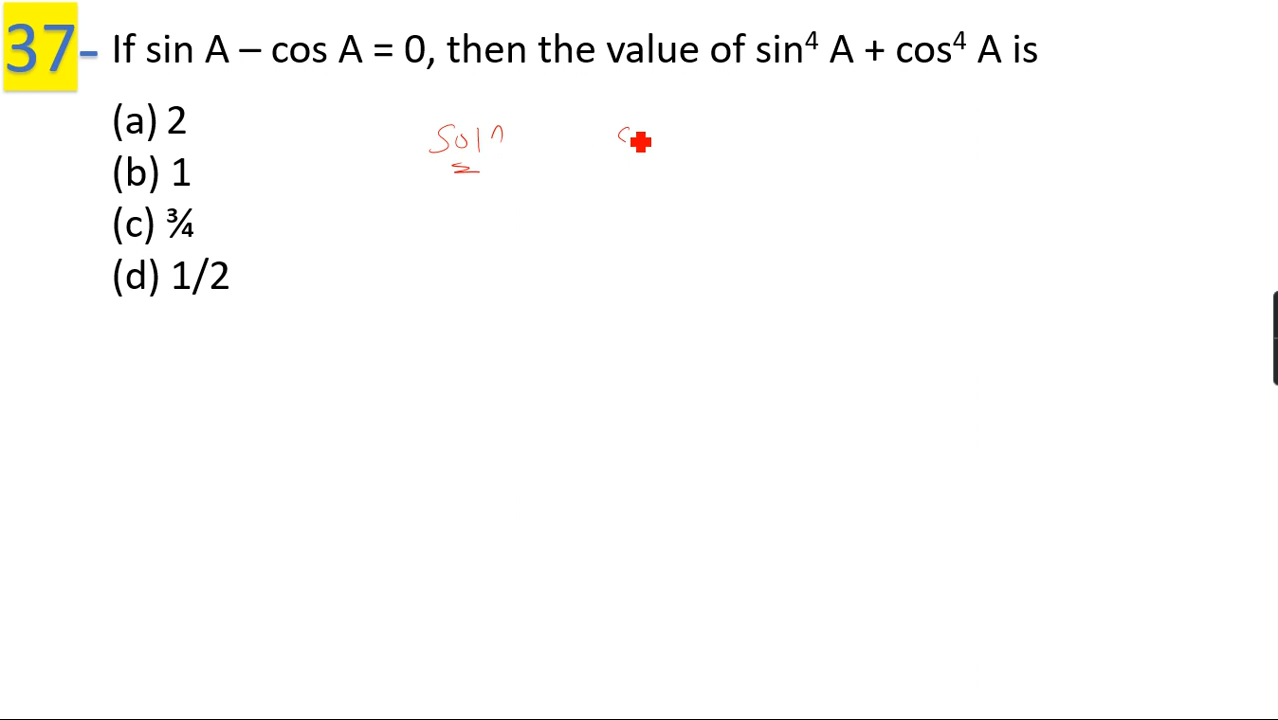 37- If sin A – cos A = 0, then the value of sin⁴ A + cos⁴ A is
(a) 2
(b) 1
(c) ¾
(d) 1/2
Soln